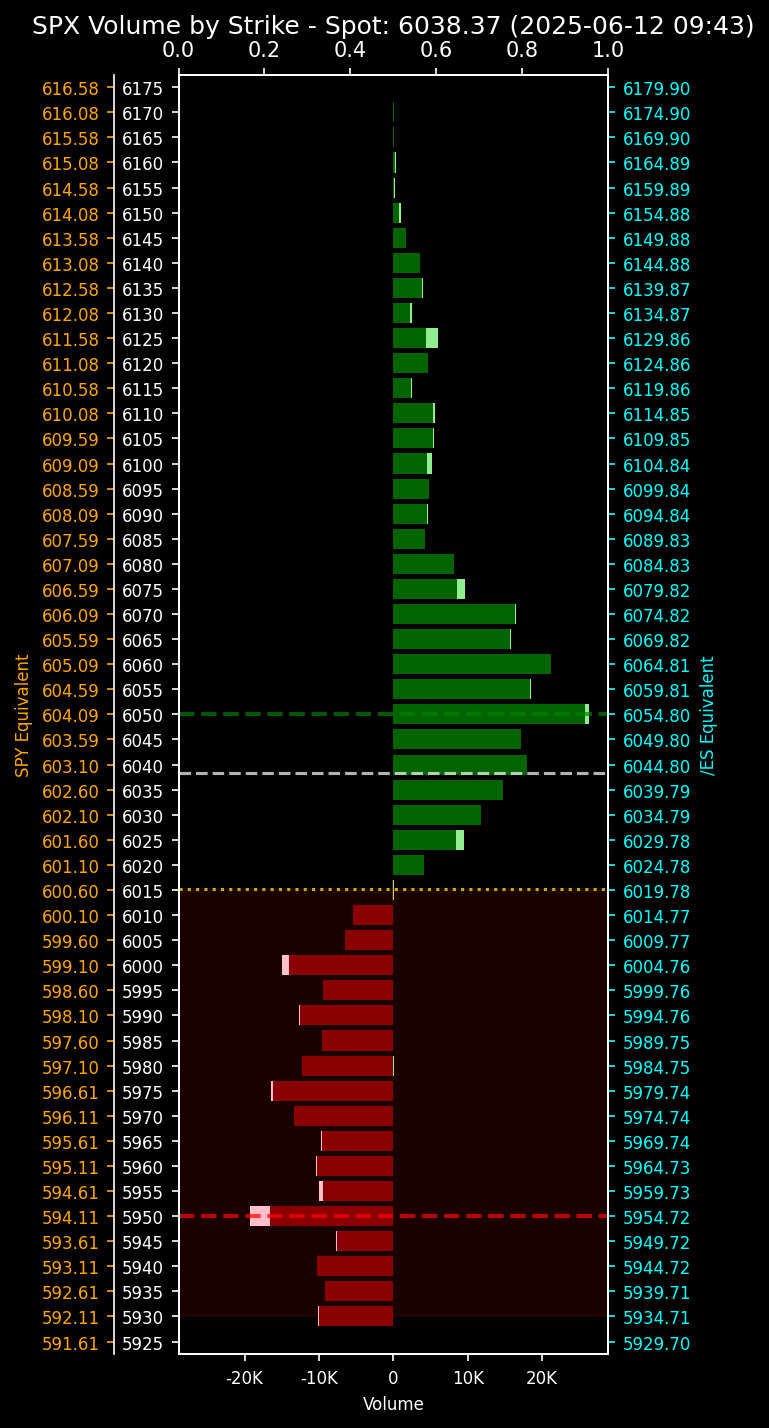 SPX Volume by Strike - Spot: 6038.37 (2025-06-12 09:43)
0.0 0.2 0.4 0.6 0.8 1.0
616.58 6175 6179.90
616.08 6170 6174.90
615.58 6165 6169.90
615.08 6160 6164.89
614.58 6155 6159.89
614.08 6150 6154.88
613.58 6145 6149.88
613.08 6140 6144.88
612.58 6135 6139.87
612.08 6130 6134.87
611.58 6125 6129.86
611.08 6120 6124.86
610.58 6115 6119.86
610.08 6110 6114.85
609.59 6105 6109.85
609.09 6100 6104.84
608.59 6095 6099.84
608.09 6090 6094.84
607.59 6085 6089.83
607.09 6080 6084.83
606.59 6075 6079.82
606.09 6070 6074.82
605.59 6065 6069.82
605.09 6060 6064.81
604.59 6055 6059.81
604.09 6050 6054.80
603.59 6045 6049.80
603.10 6040 6044.80
602.60 6035 6039.79
602.10 6030 6034.79
601.60 6025 6029.78
601.10 6020 6024.78
600.60 6015 6019.78
600.10 6010 6014.77
599.60 6005 6009.77
599.10 6000 6004.76
598.60 5995 5999.76
598.10 5990 5994.76
597.60 5985 5989.75
597.10 5980 5984.75
596.61 5975 5979.74
596.11 5970 5974.74
595.61 5965 5969.74
595.11 5960 5964.73
594.61 5955 5959.73
594.11 5950 5954.72
593.61 5945 5949.72
593.11 5940 5944.72
592.61 5935 5939.71
592.11 5930 5934.71
591.61 5925 5929.70
SPY Equivalent
/ES Equivalent
-20K -10K 0 10K 20K
Volume